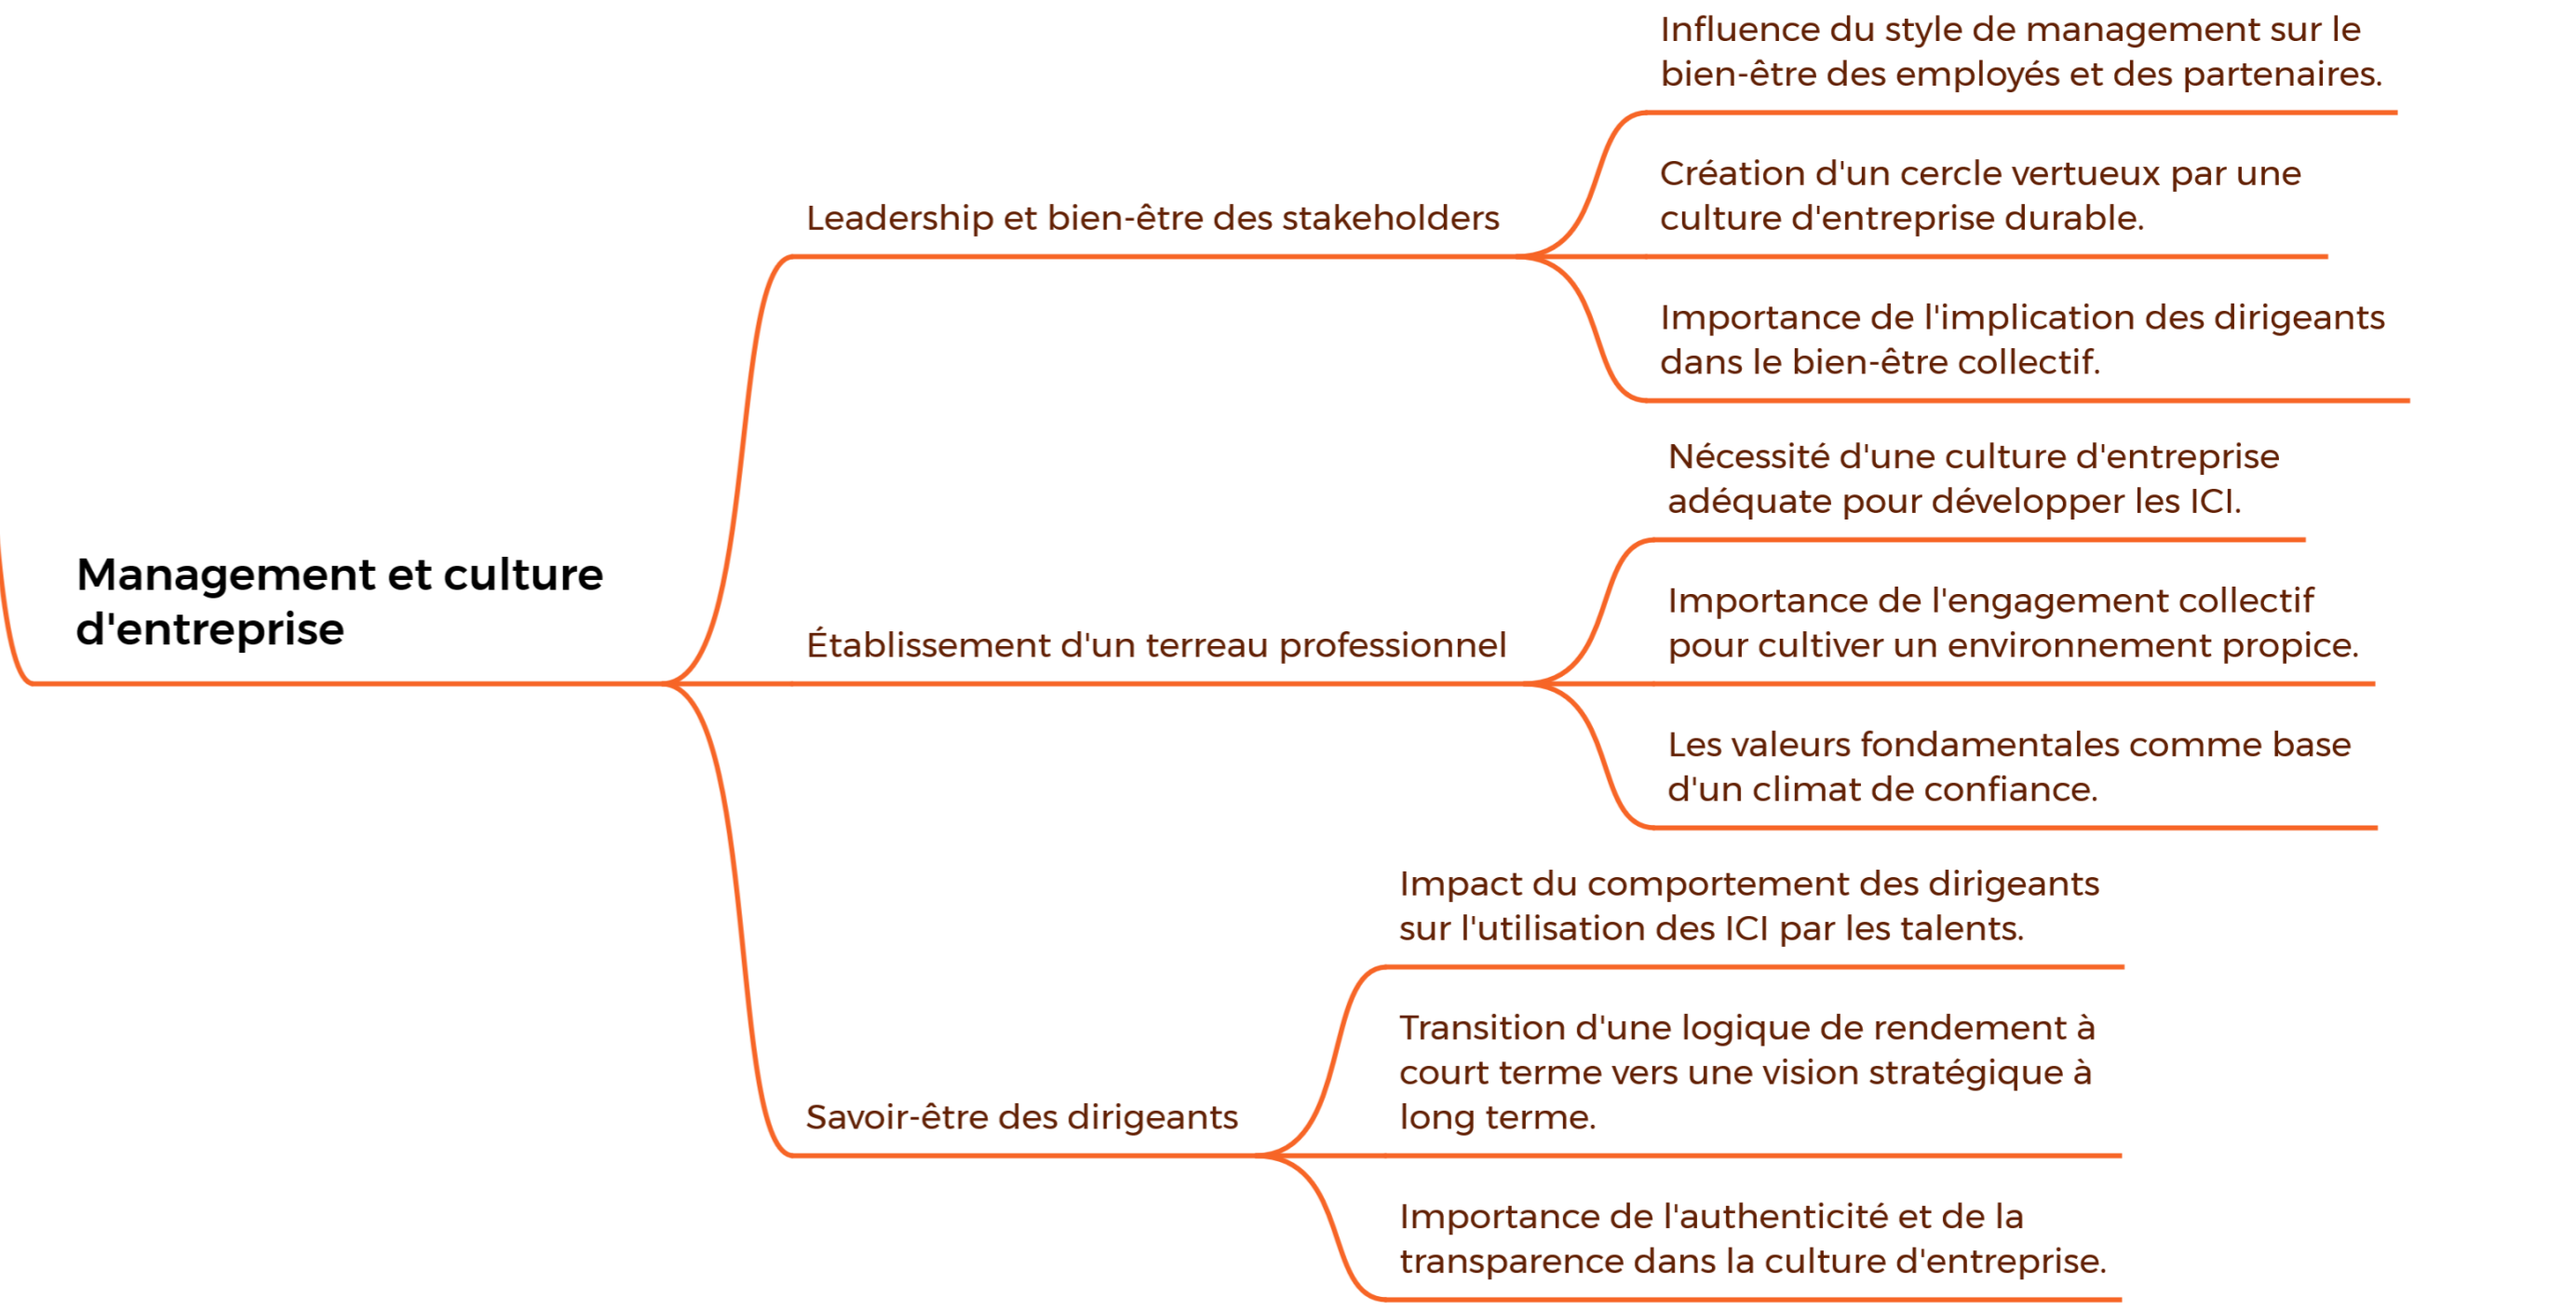 Management et culture
d'entreprise
Leadership et bien-être des stakeholders
Influence du style de management sur le
bien-être des employés et des partenaires.
Création d'un cercle vertueux par une
culture d'entreprise durable.
Importance de l'implication des dirigeants
dans le bien-être collectif.
Établissement d'un terreau professionnel
Nécessité d'une culture d'entreprise
adéquate pour développer les ICI.
Importance de l'engagement collectif
pour cultiver un environnement propice.
Les valeurs fondamentales comme base
d'un climat de confiance.
Savoir-être des dirigeants
Impact du comportement des dirigeants
sur l'utilisation des ICI par les talents.
Transition d'une logique de rendement à
court terme vers une vision stratégique à
long terme.
Importance de l'authenticité et de la
transparence dans la culture d'entreprise.